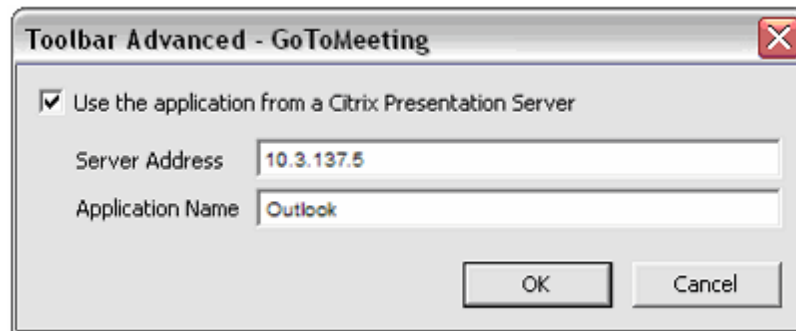 Toolbar Advanced - GoToMeeting
Use the application from a Citrix Presentation Server
Server Address 10.3.137.5
Application Name Outlook
OK Cancel